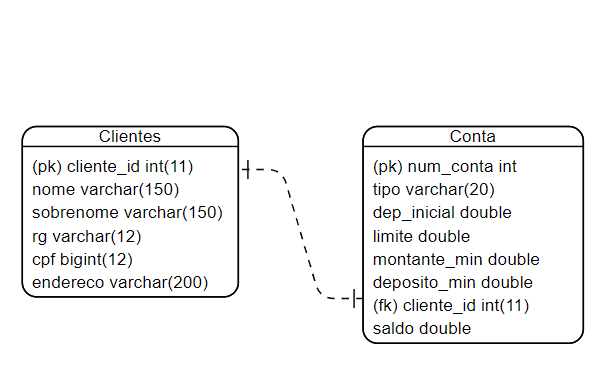 Clientes
(pk) cliente_id int(11)
nome varchar(150)
sobrenome varchar(150)
rg varchar(12)
cpf bigint(12)
endereco varchar(200)
Conta
(pk) num_conta int
tipo varchar(20)
dep_inicial double
limite double
montante_min double
deposito_min double
(fk) cliente_id int(11)
saldo double